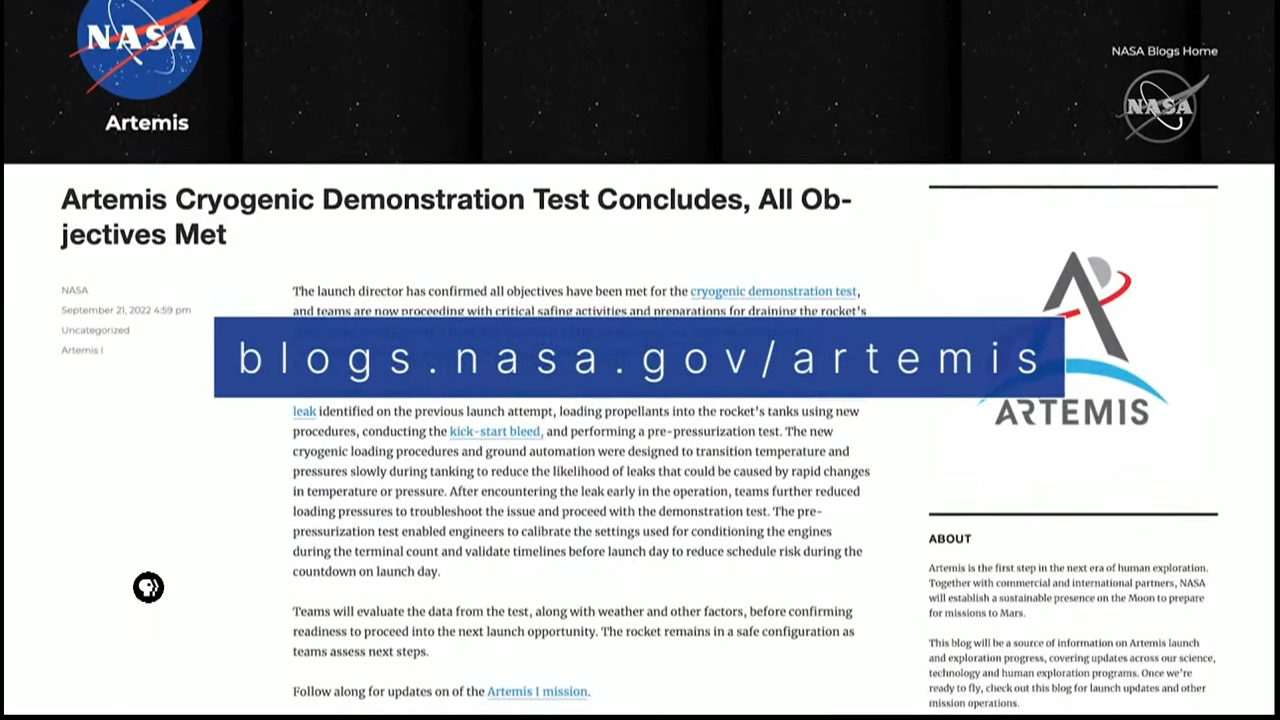 NASA
Artemis
NASA Blogs Home
NASA
Artemis Cryogenic Demonstration Test Concludes, All Ob-
jectives Met
NASA
September 21, 2022 4:59 pm
Uncategorized
Artemis I
The launch director has confirmed all objectives have been met for the cryogenic demonstration test,
and teams are now proceeding with critical safing activities and preparations for draining the rocket's
blogs.nasa.gov/artemis
leak identified on the previous launch attempt, loading propellants into the rocket's tanks using new
procedures, conducting the kick-start bleed, and performing a pre-pressurization test. The new
cryogenic loading procedures and ground automation were designed to transition temperature and
pressures slowly during tanking to reduce the likelihood of leaks that could be caused by rapid changes
in temperature or pressure. After encountering the leak early in the operation, teams further reduced
loading pressures to troubleshoot the issue and proceed with the demonstration test. The pre-
pressurization test enabled engineers to calibrate the settings used for conditioning the engines
during the terminal count and validate timelines before launch day to reduce schedule risk during the
countdown on launch day.
Teams will evaluate the data from the test, along with weather and other factors, before confirming
readiness to proceed into the next launch opportunity. The rocket remains in a safe configuration as
teams assess next steps.
Follow along for updates on of the Artemis I mission.
ARTEMIS
ABOUT
Artemis is the first step in the next era of human exploration.
Together with commercial and international partners, NASA
will establish a sustainable presence on the Moon to prepare
for missions to Mars.
This blog will be a source of information on Artemis launch
and exploration progress, covering updates across our science,
technology and human exploration programs. Once we're
ready to fly, check out this blog for launch updates and other
mission operations.